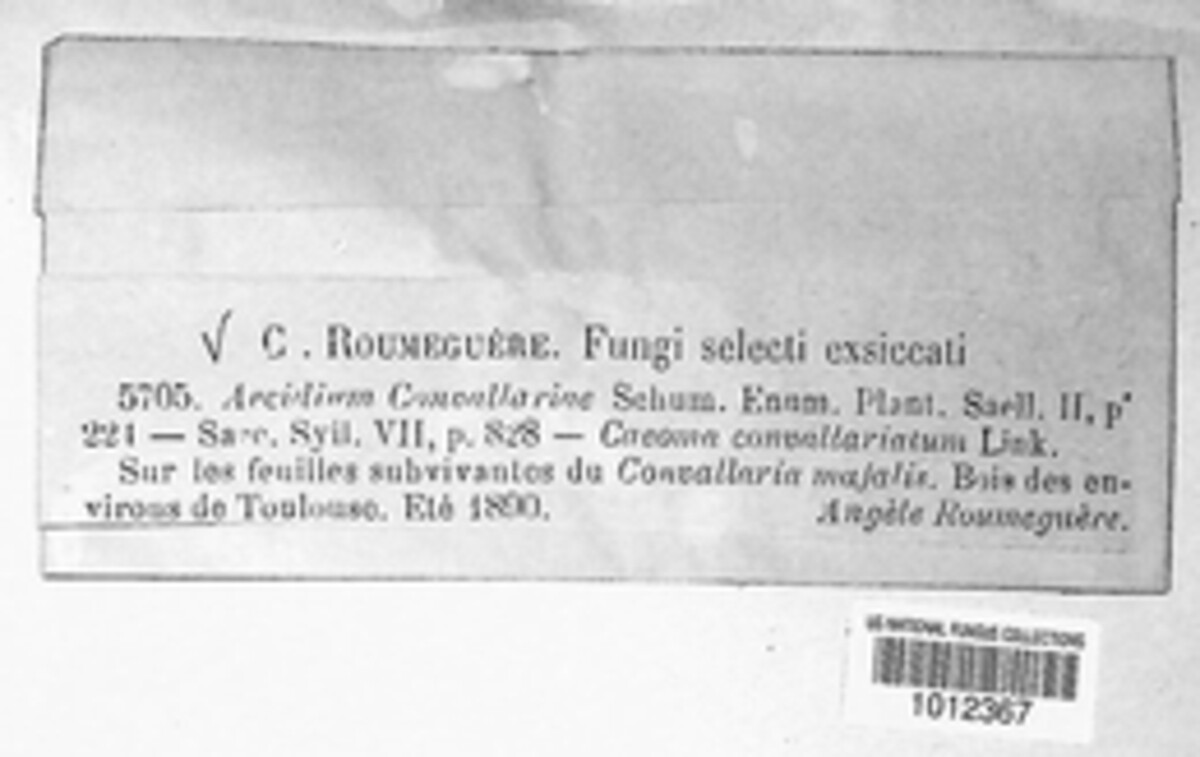 √ C. ROUMEGUÈRE. Fungi selecti exsiccati
5705. Aecidium Convallariae Schum. Enum. Plant. Saell. II, p'
224 — Sacc. Syll. VII, p. 828 — Caeoma convallariatum Link.
Sur les feuilles subvivantes du Convallaria majalis. Bois des en-
virons de Toulouse. Eté 1890. Angèle Roumeguère.
US NATIONAL FUNGUS COLLECTIONS
1012367